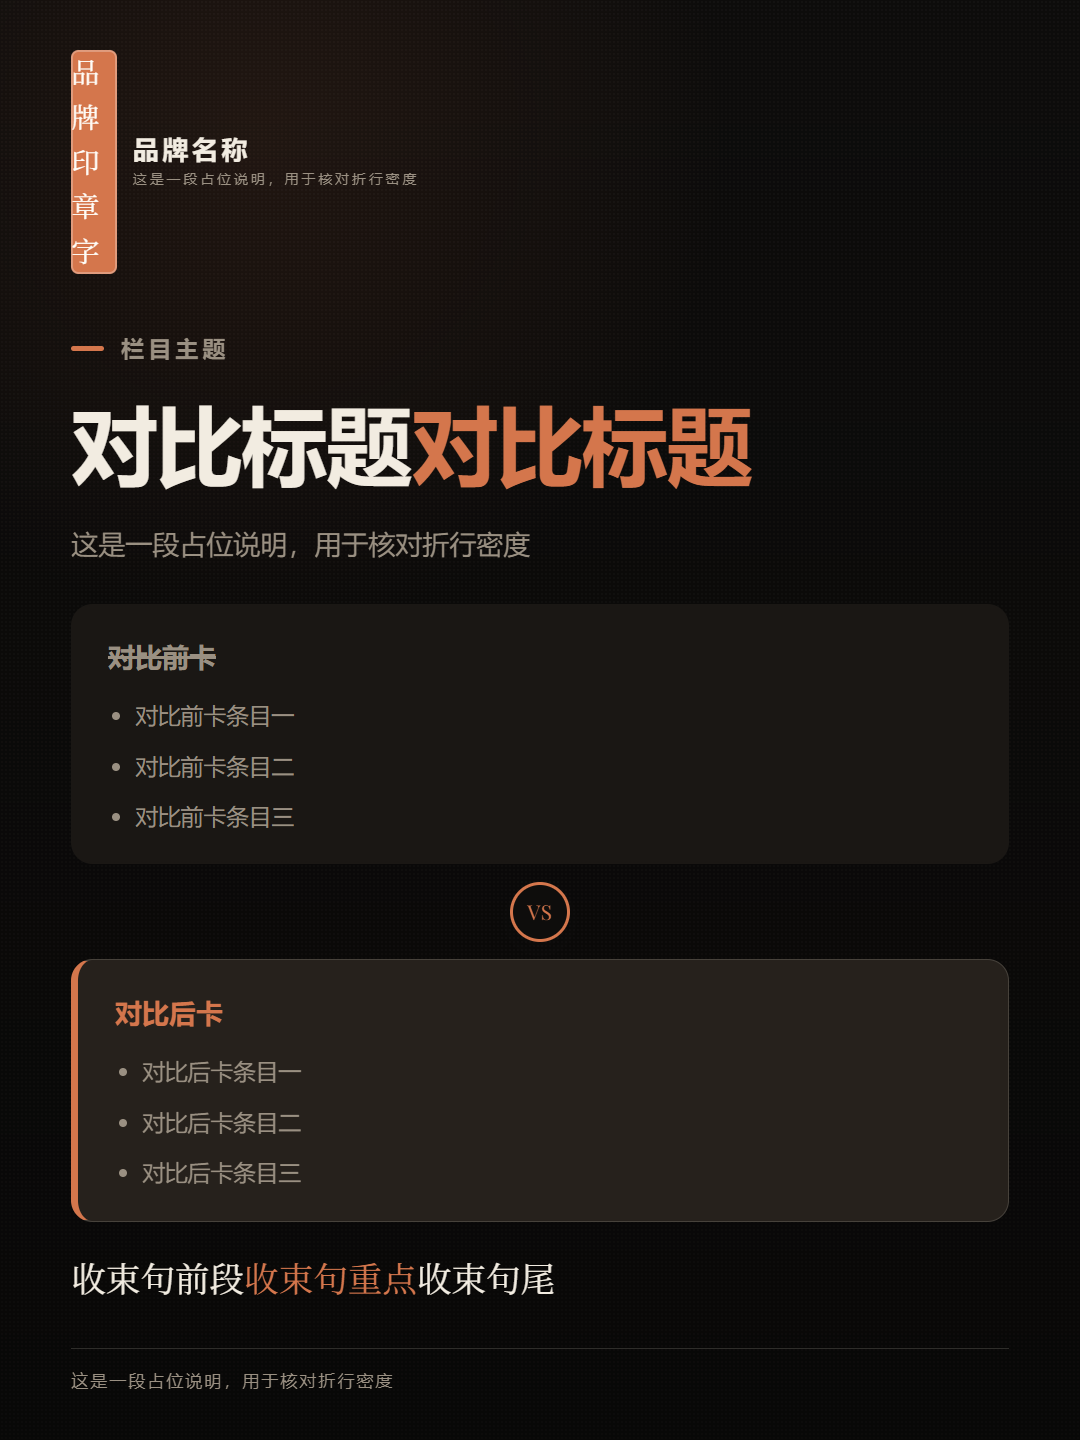 品牌印章字
品牌名称
这是一段占位说明，用于核对折行密度
栏目主题
对比标题对比标题
这是一段占位说明，用于核对折行密度
对比前卡
对比前卡条目一
对比前卡条目二
对比前卡条目三
VS
对比后卡
对比后卡条目一
对比后卡条目二
对比后卡条目三
收束句前段收束句重点收束句尾
这是一段占位说明，用于核对折行密度